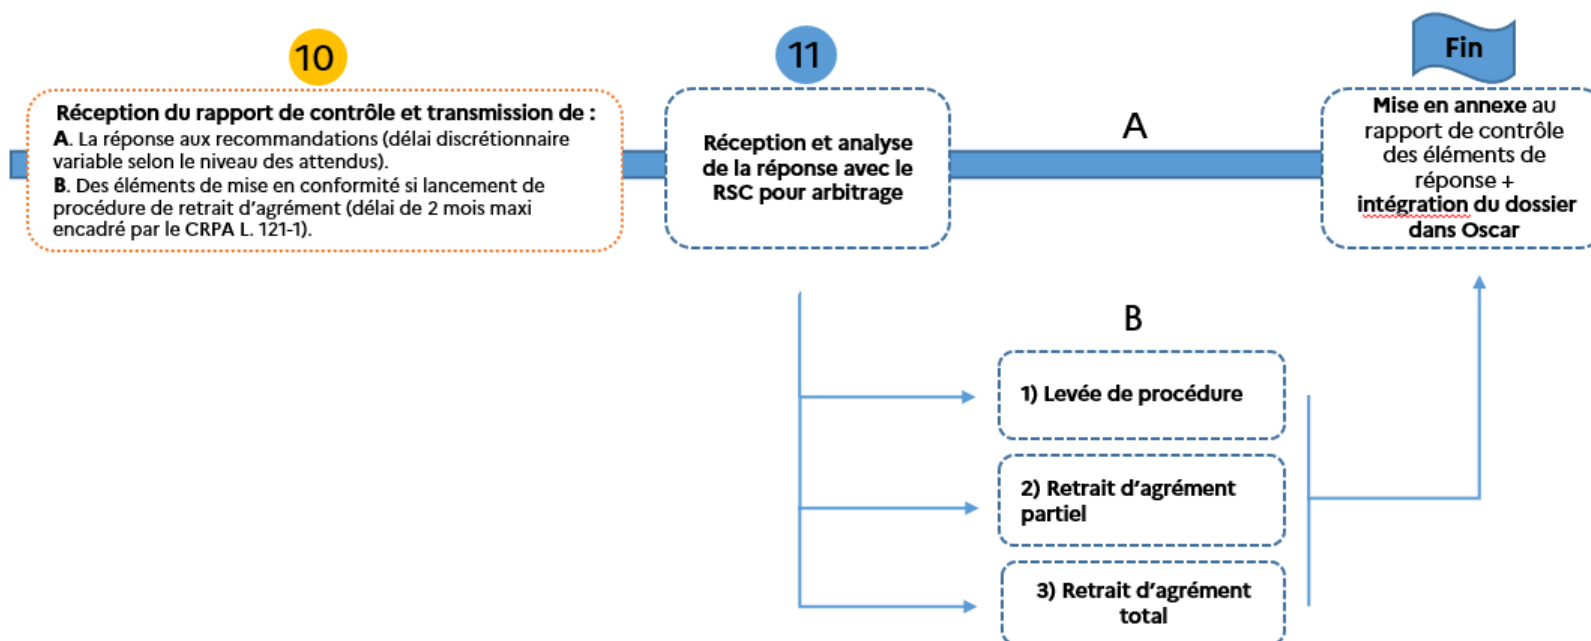 10
Réception du rapport de contrôle et transmission de :
A. La réponse aux recommandations (délai discrétionnaire
variable selon le niveau des attendus).
B. Des éléments de mise en conformité si lancement de
procédure de retrait d'agrément (délai de 2 mois maxi
encadré par le CRPA L. 121-1).
11
Réception et analyse
de la réponse avec le
RSC pour arbitrage
A
Fin
Mise en annexe au
rapport de contrôle
des éléments de
réponse +
intégration du dossier
dans Oscar
B
1) Levée de procédure
2) Retrait d'agrément
partiel
3) Retrait d'agrément
total